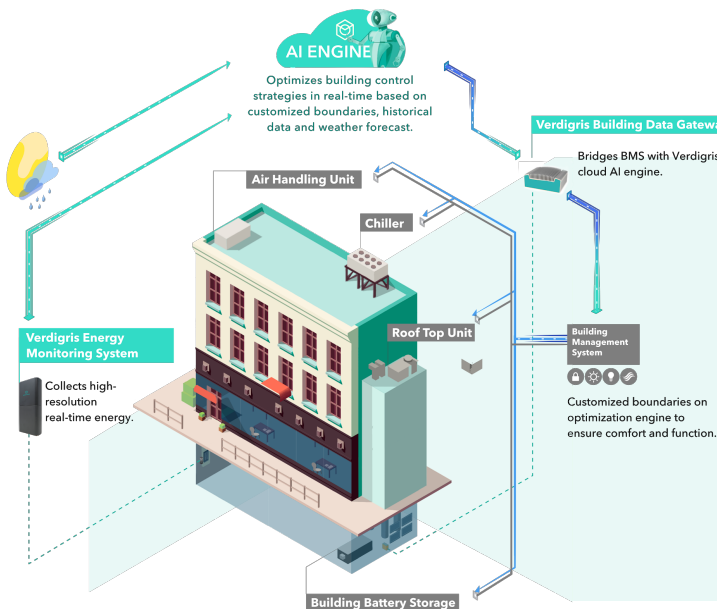 AI ENGINE
Optimizes building control
strategies in real-time based on
customized boundaries, historical
data and weather forecast.
Verdigris Building Data Gatew
Bridges BMS with Verdigris
cloud AI engine.
Air Handling Unit
Chiller
Roof Top Unit
Building
Management
System
Customized boundaries on
optimization engine to
ensure comfort and function.
Verdigris Energy
Monitoring System
Collects high-
resolution
real-time energy.
Building Battery Storage